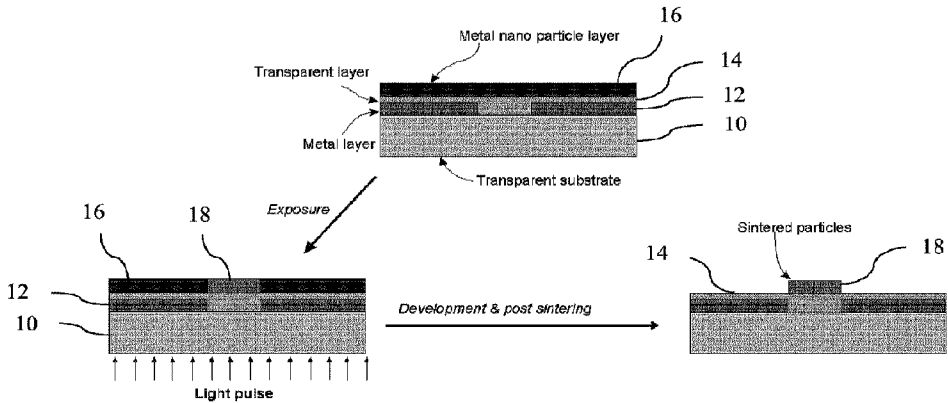 16
Metal nano particle layer
14
Transparent layer
12
10
Metal layer
Transparent substrate
Exposure
16
18
Sintered particles
14
18
12
Development & post sintering
10
Light pulse